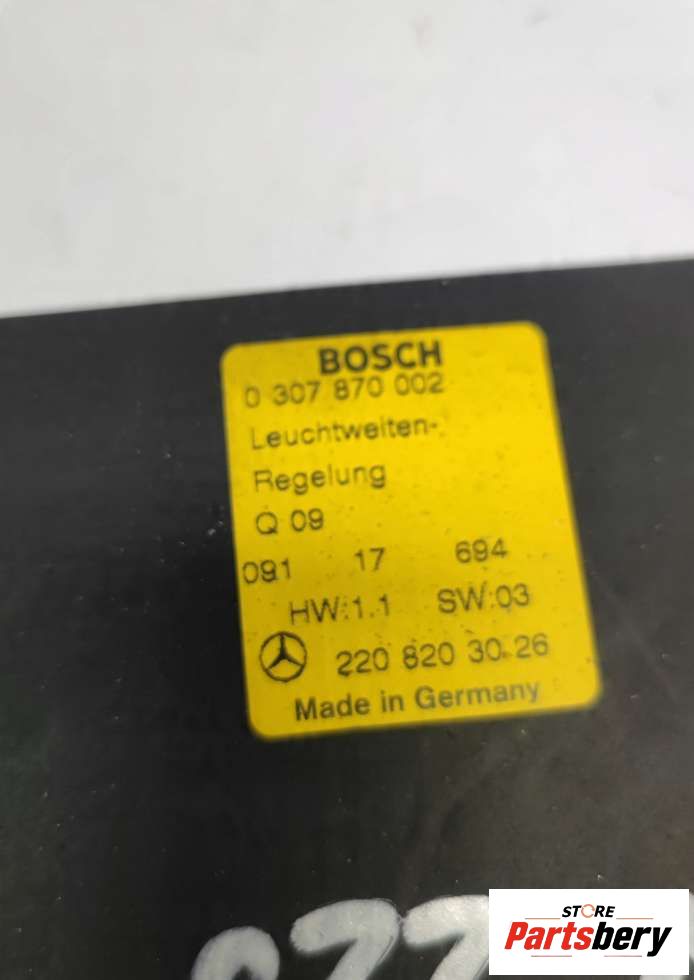 BOSCH
0 307 870 002
Leuchtweiten-
Regelung
Q 09
091 17 694
HW:1.1 SW:03
220 820 30.26
Made in Germany
STORE
Partsbery